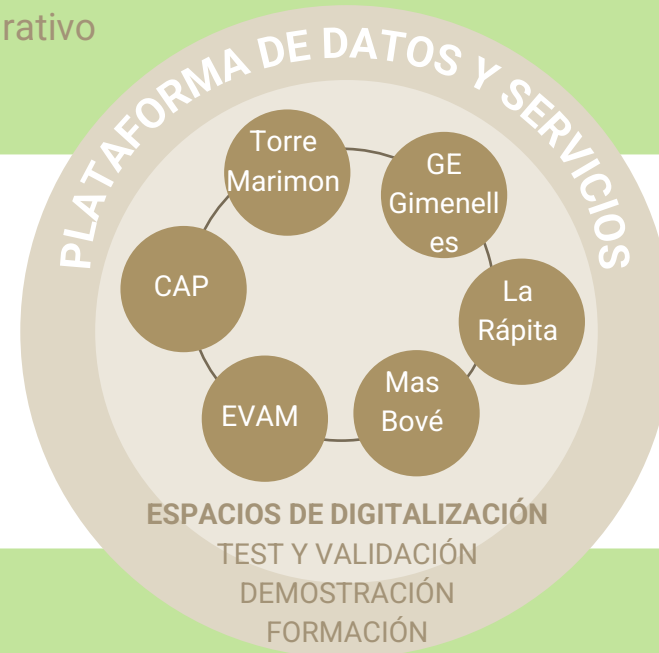 rativo
PLATAFORMA DE DATOS Y SERVICIOS
Torre
Marimon
GE
Gimenell
es
CAP
La
Rápita
EVAM
Mas
Bové
ESPACIOS DE DIGITALIZACIÓN
TEST Y VALIDACIÓN
DEMOSTRACIÓN
FORMACIÓN